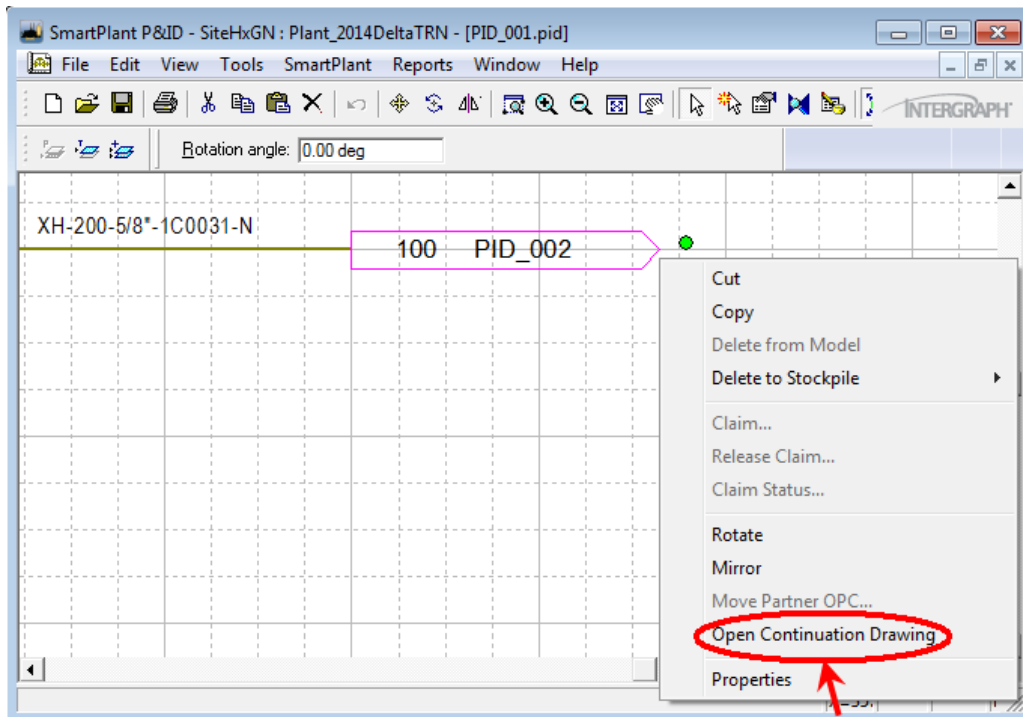 SmartPlant P&ID - SiteHxGN : Plant_2014DeltaTRN - [PID_001.pid]
File Edit View Tools SmartPlant Reports Window Help
INTERGRAPH
Rotation angle: 0.00 deg
XH-200-5/8"-1C0031-N
100 PID_002
Cut
Copy
Delete from Model
Delete to Stockpile
Claim...
Release Claim...
Claim Status...
Rotate
Mirror
Move Partner OPC...
Open Continuation Drawing
Properties